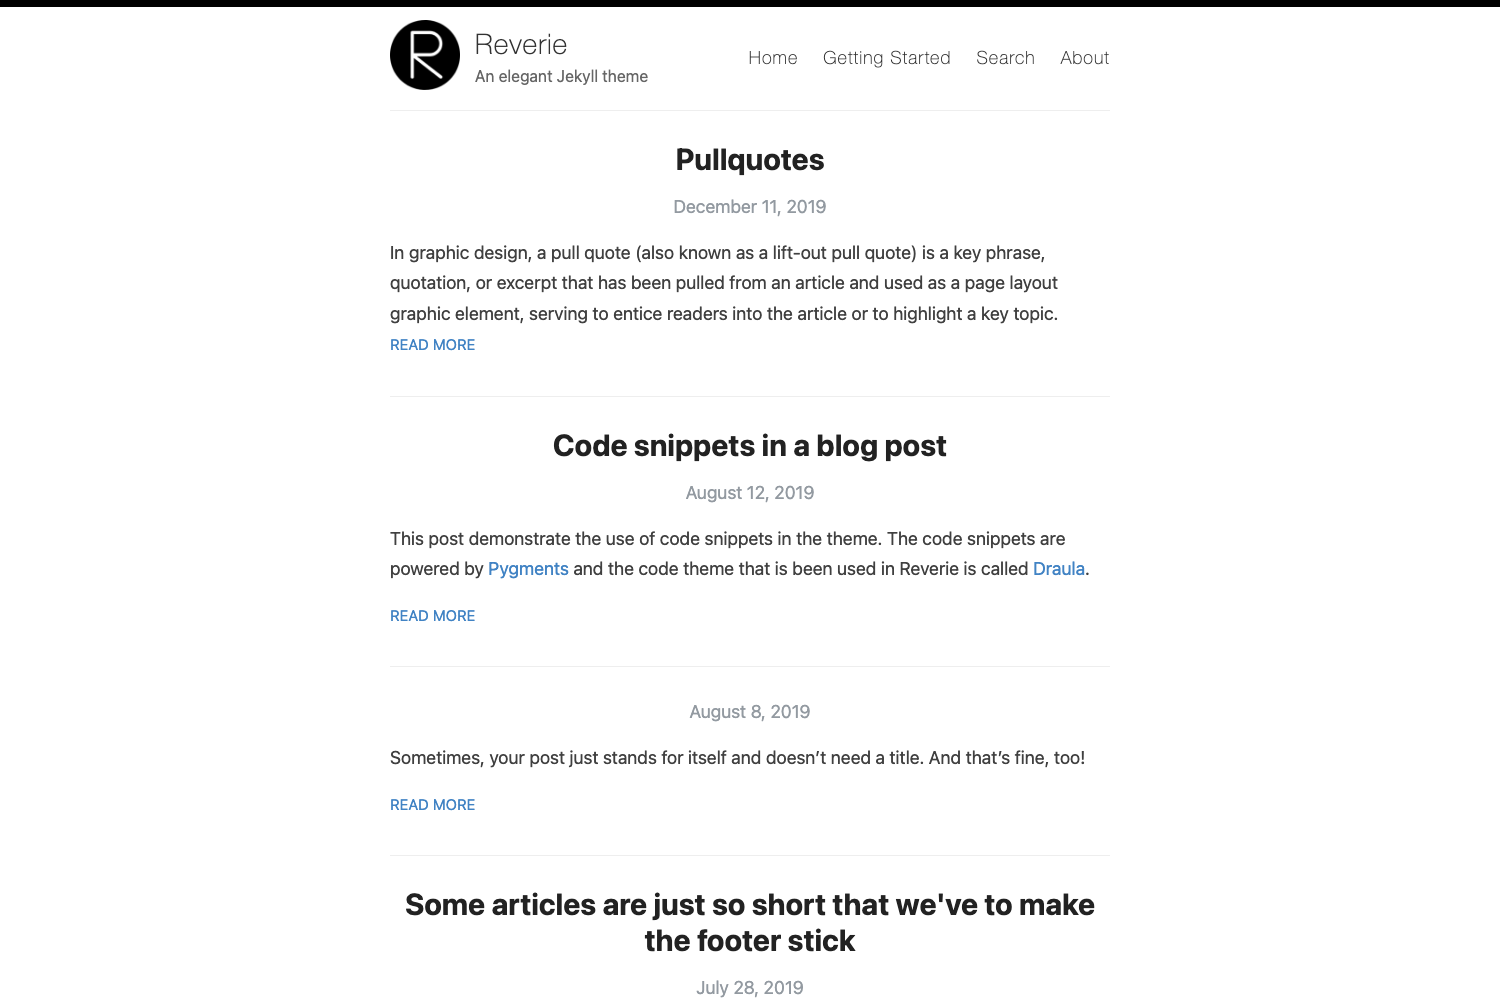 R
Reverie
An elegant Jekyll theme
Home Getting Started Search About
Pullquotes
December 11, 2019
In graphic design, a pull quote (also known as a lift-out pull quote) is a key phrase,
quotation, or excerpt that has been pulled from an article and used as a page layout
graphic element, serving to entice readers into the article or to highlight a key topic.
READ MORE
Code snippets in a blog post
August 12, 2019
This post demonstrate the use of code snippets in the theme. The code snippets are
powered by Pygments and the code theme that is been used in Reverie is called Draula.
READ MORE
August 8, 2019
Sometimes, your post just stands for itself and doesn’t need a title. And that’s fine, too!
READ MORE
Some articles are just so short that we've to make
the footer stick
July 28, 2019